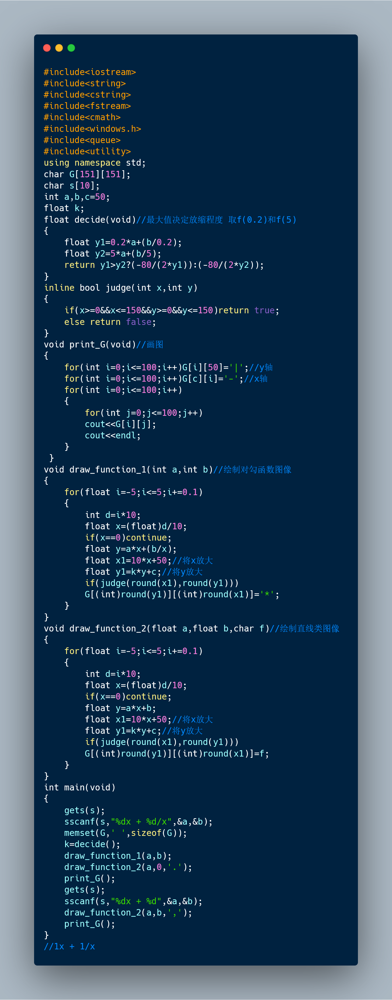 #include<iostream>
#include<string>
#include<cstring>
#include<fstream>
#include<cmath>
#include<windows.h>
#include<queue>
#include<utility>
using namespace std;
char G[151][151];
char s[10];
int a,b,c=50;
float k;
float decide(void)//最大值决定放缩程度 取f(0.2)和f(5)
{
    float y1=0.2*a+(b/0.2);
    float y2=5*a+(b/5);
    return y1>y2?(-80/(2*y1)):(-80/(2*y2));
}
inline bool judge(int x,int y)
{
    if(x>=0&&x<=150&&y>=0&&y<=150)return true;
    else return false;
}
void print_G(void)//画图
{
    for(int i=0;i<=100;i++)G[i][50]='|';//y轴
    for(int i=0;i<=100;i++)G[c][i]='-';//x轴
    for(int i=0;i<=100;i++)
    {
        for(int j=0;j<=100;j++)
        cout<<G[i][j];
        cout<<endl;
    }
 }
void draw_function_1(int a,int b)//绘制对勾函数图像
{
    for(float i=-5;i<=5;i+=0.1)
    {
        int d=i*10;
        float x=(float)d/10;
        if(x==0)continue;
        float y=a*x+(b/x);
        float x1=10*x+50;//将x放大
        float y1=k*y+c;//将y放大
        if(judge(round(x1),round(y1)))
        G[(int)round(y1)][(int)round(x1)]='*';
    }
}
void draw_function_2(float a,float b,char f)//绘制直线类图像
{
    for(float i=-5;i<=5;i+=0.1)
    {
        int d=i*10;
        float x=(float)d/10;
        if(x==0)continue;
        float y=a*x+b;
        float x1=10*x+50;//将x放大
        float y1=k*y+c;//将y放大
        if(judge(round(x1),round(y1)))
        G[(int)round(y1)][(int)round(x1)]=f;
    }
}
int main(void)
{
    gets(s);
    sscanf(s,"%dx + %d/x",&a,&b);
    memset(G,' ',sizeof(G));
    k=decide();
    draw_function_1(a,b);
    draw_function_2(a,0,'.');
    print_G();
    gets(s);
    sscanf(s,"%dx + %d",&a,&b);
    draw_function_2(a,b,',');
    print_G();
}
//1x + 1/x